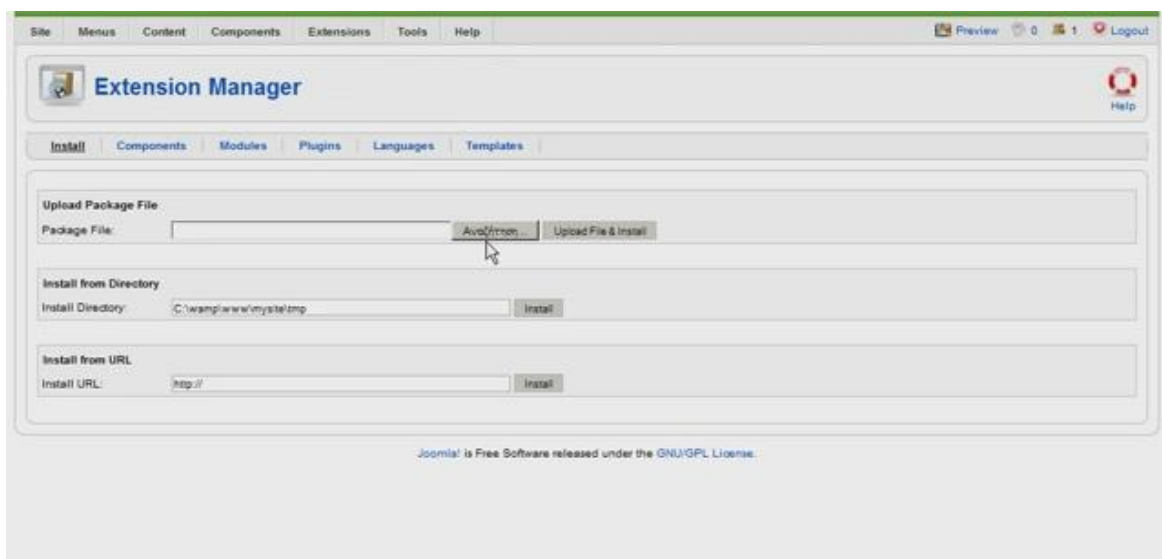 Site Menus Content Components Extensions Tools Help Preview 0 1 Logout
Extension Manager
Help
Install Components Modules Plugins Languages Templates
Upload Package File
Package File: Αναζήτηση... Upload File & Install
Install from Directory
Install Directory: C:\wamp\www\mysite\tmp Install
Install from URL
Install URL: http:// Install
Joomla! is Free Software released under the GNU/GPL License.